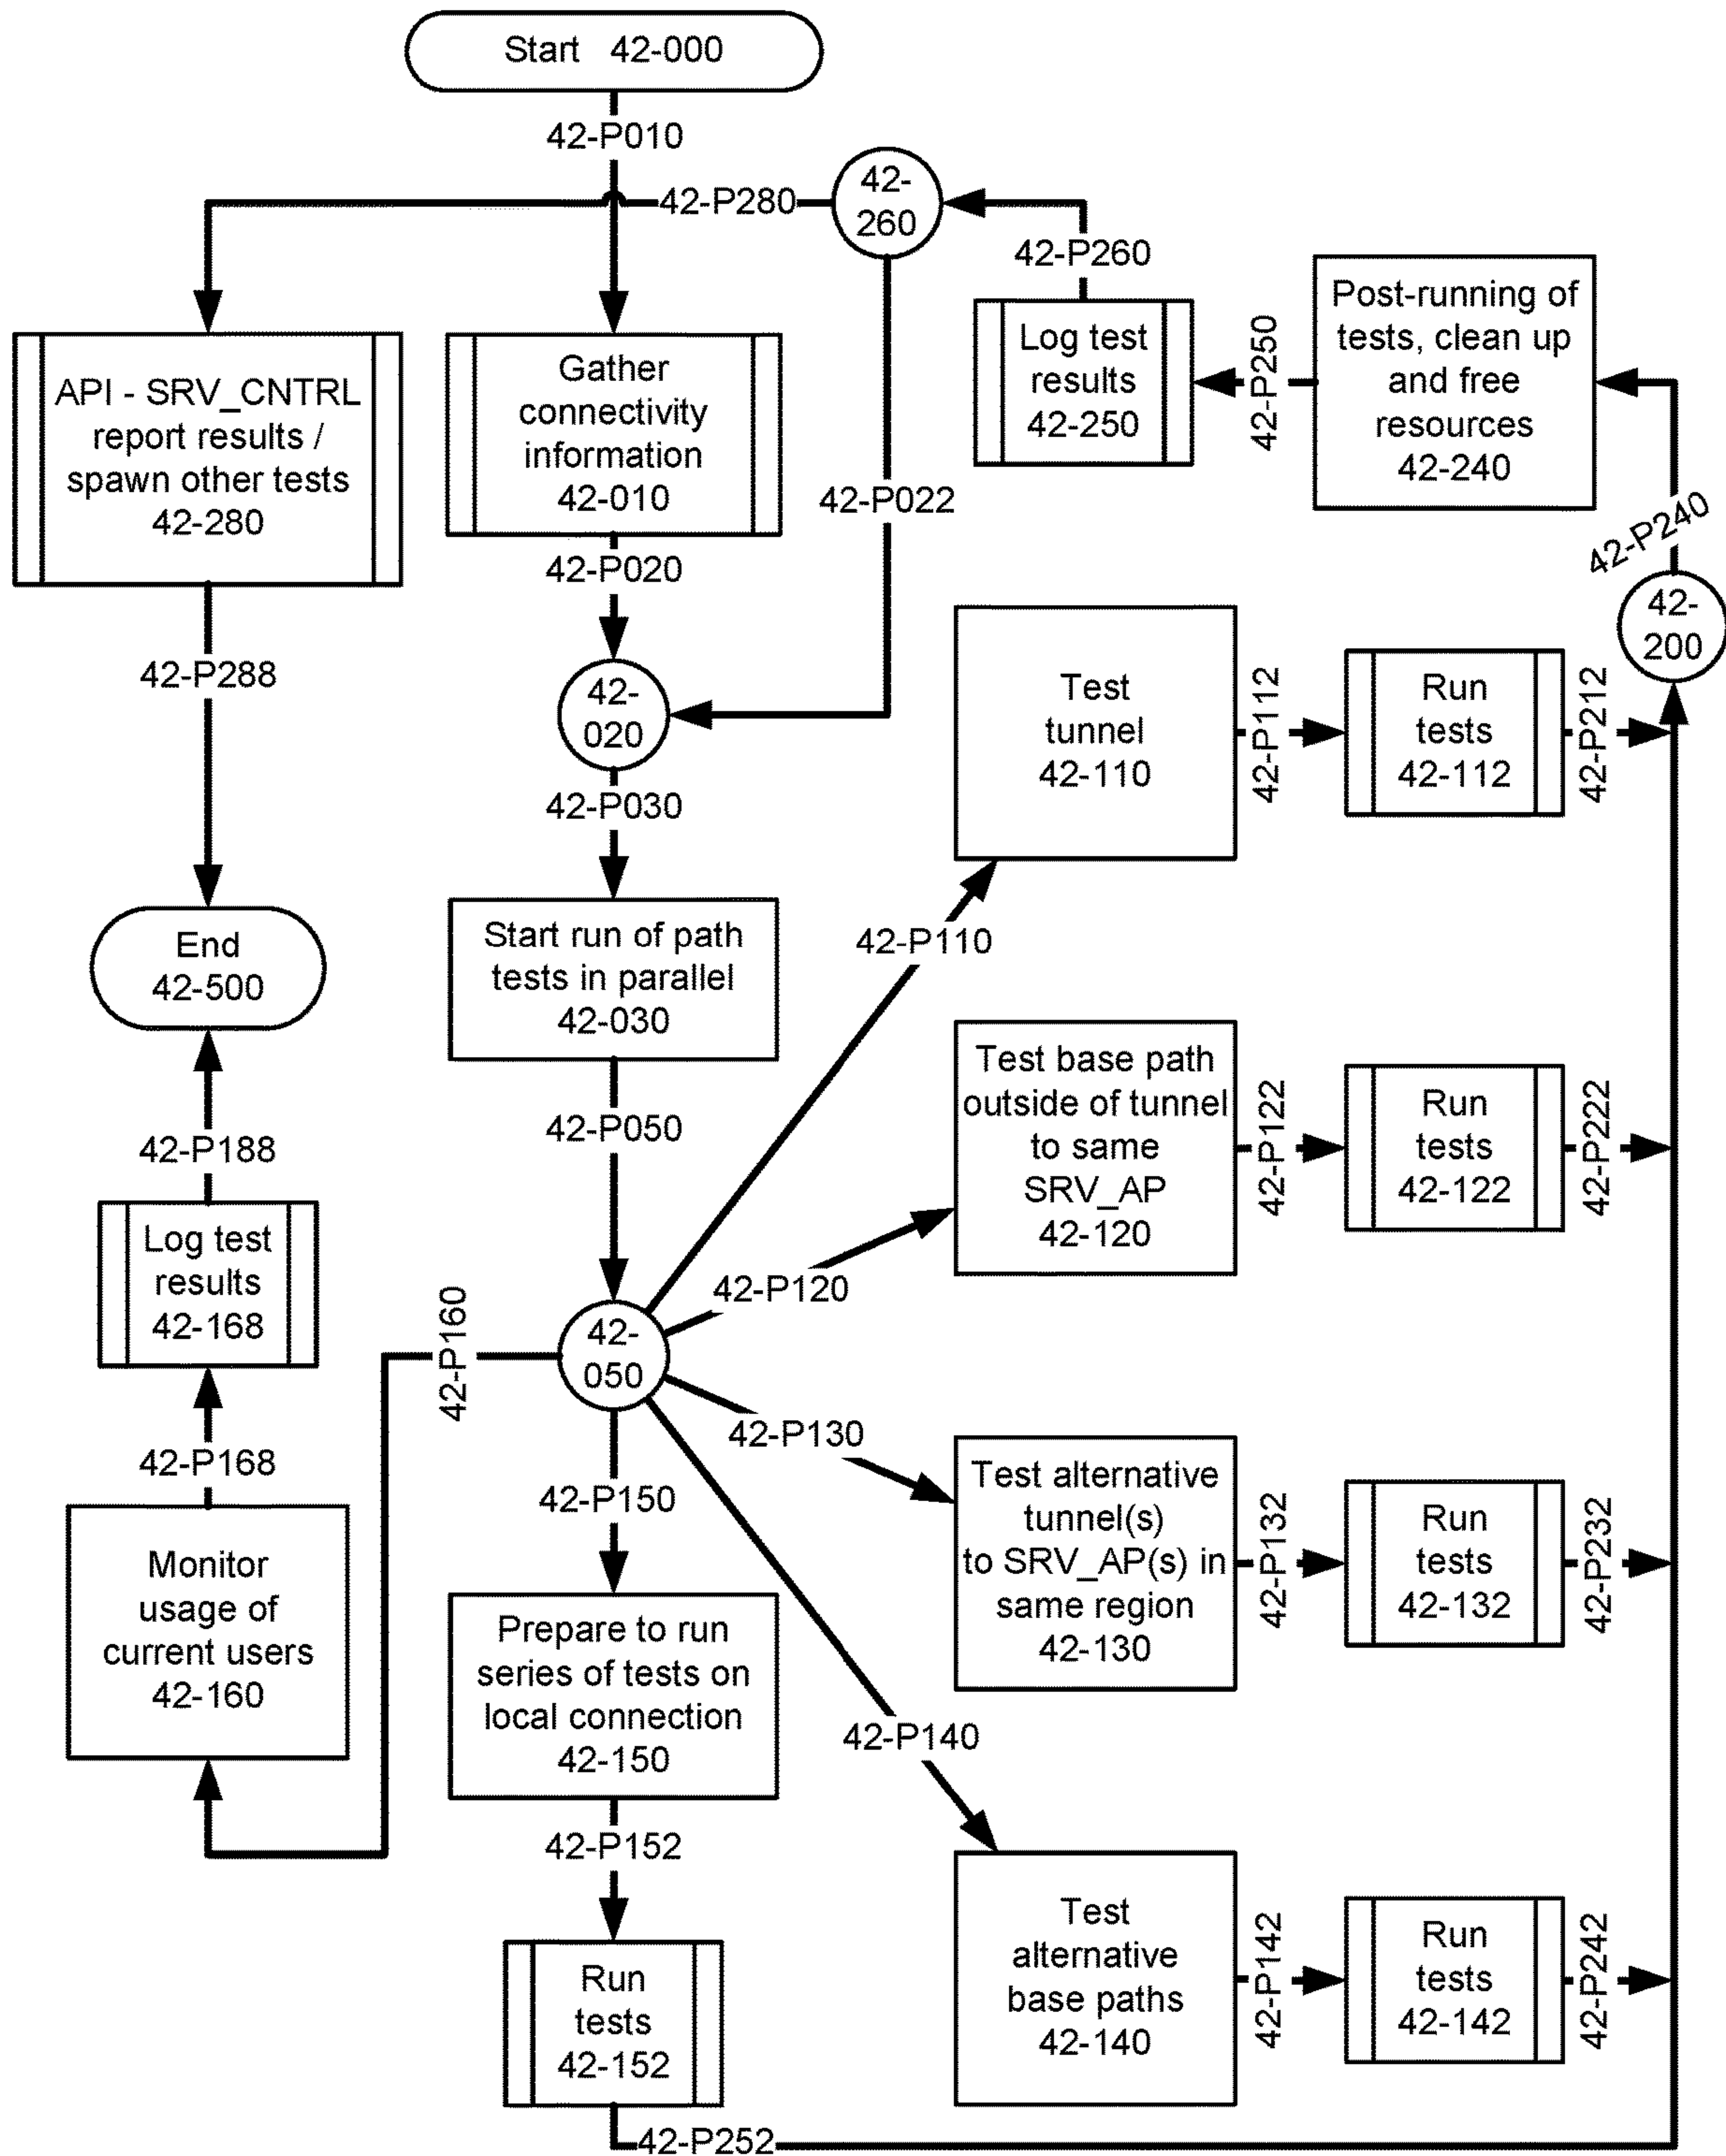 Start 42-000
42-P010
42-P280
42-
260
42-P260
API - SRV_CNTRL
report results /
spawn other tests
42-280
Gather
connectivity
information
42-010
42-P022
Log test
results
42-250
42-P250
Post-running of
tests, clean up
and free
resources
42-240
42-P240
42-
200
42-P020
42-P288
42-
020
42-P030
Test
tunnel
42-110
42-P112
Run
tests
42-112
42-P212
End
42-500
Start run of path
tests in parallel
42-030
42-P110
42-P050
42-P188
Test base path
outside of tunnel
to same
SRV_AP
42-120
42-P122
Run
tests
42-122
42-P222
Log test
results
42-168
42-P160
42-
050
42-P120
42-P130
42-P168
42-P150
Test alternative
tunnel(s)
to SRV_AP(s) in
same region
42-130
42-P132
Run
tests
42-132
42-P232
Monitor
usage of
current users
42-160
Prepare to run
series of tests on
local connection
42-150
42-P140
42-P152
Run
tests
42-152
Test
alternative
base paths
42-140
42-P142
Run
tests
42-142
42-P242
42-P252